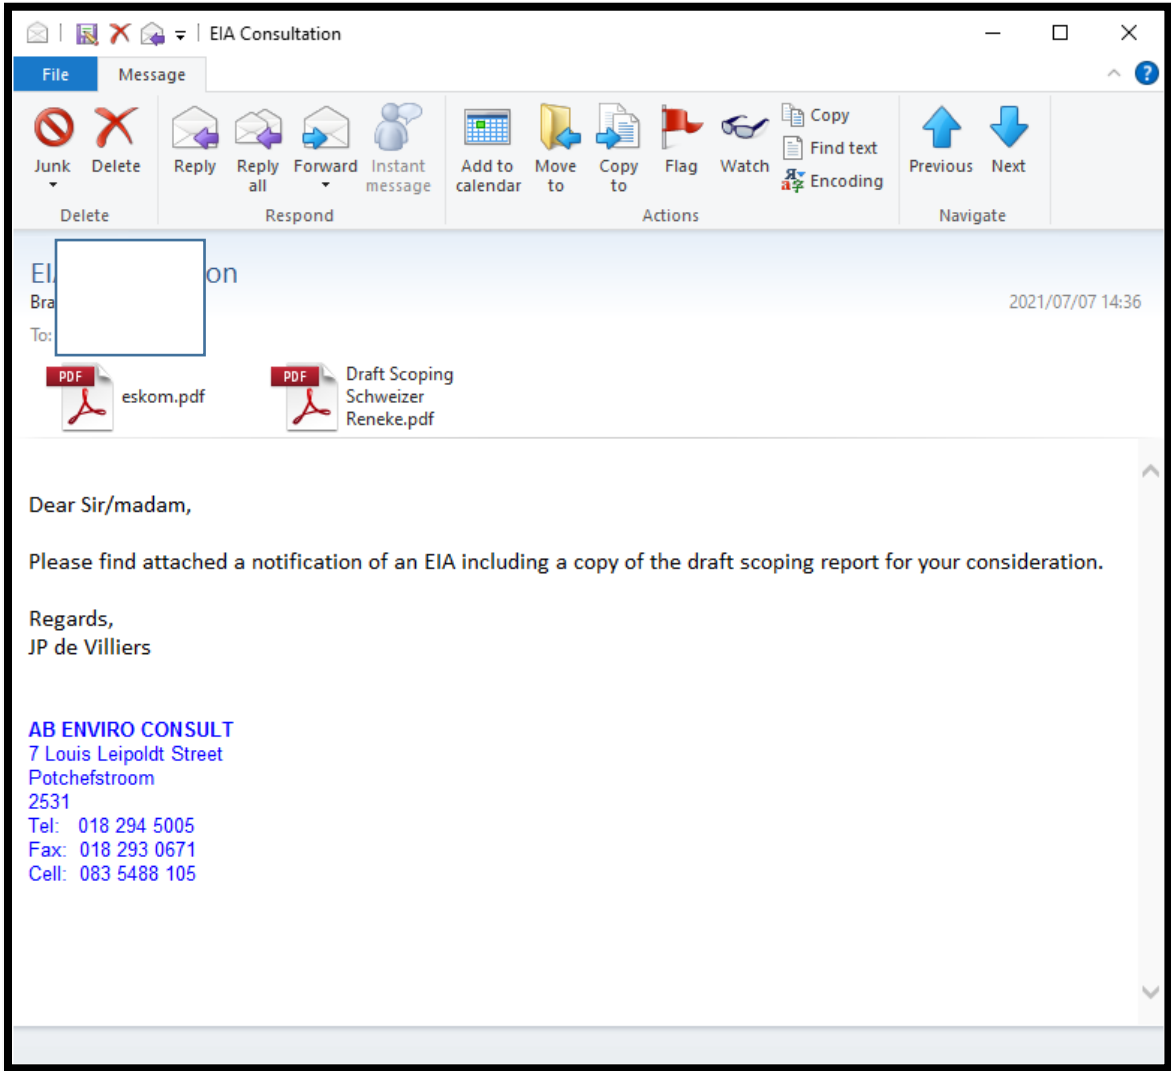 EIA Consultation
File Message
Junk Delete Reply Reply all Forward Instant message Add to calendar Move to Copy to Flag Watch Copy Find text Encoding Previous Next
Delete Respond Actions Navigate
on
2021/07/07 14:36
To:
PDF eskom.pdf
PDF Draft Scoping
Schweizer
Reneke.pdf
Dear Sir/madam,
Please find attached a notification of an EIA including a copy of the draft scoping report for your consideration.
Regards,
JP de Villiers
AB ENVIRO CONSULT
7 Louis Leipoldt Street
Potchefstroom
2531
Tel: 018 294 5005
Fax: 018 293 0671
Cell: 083 5488 105